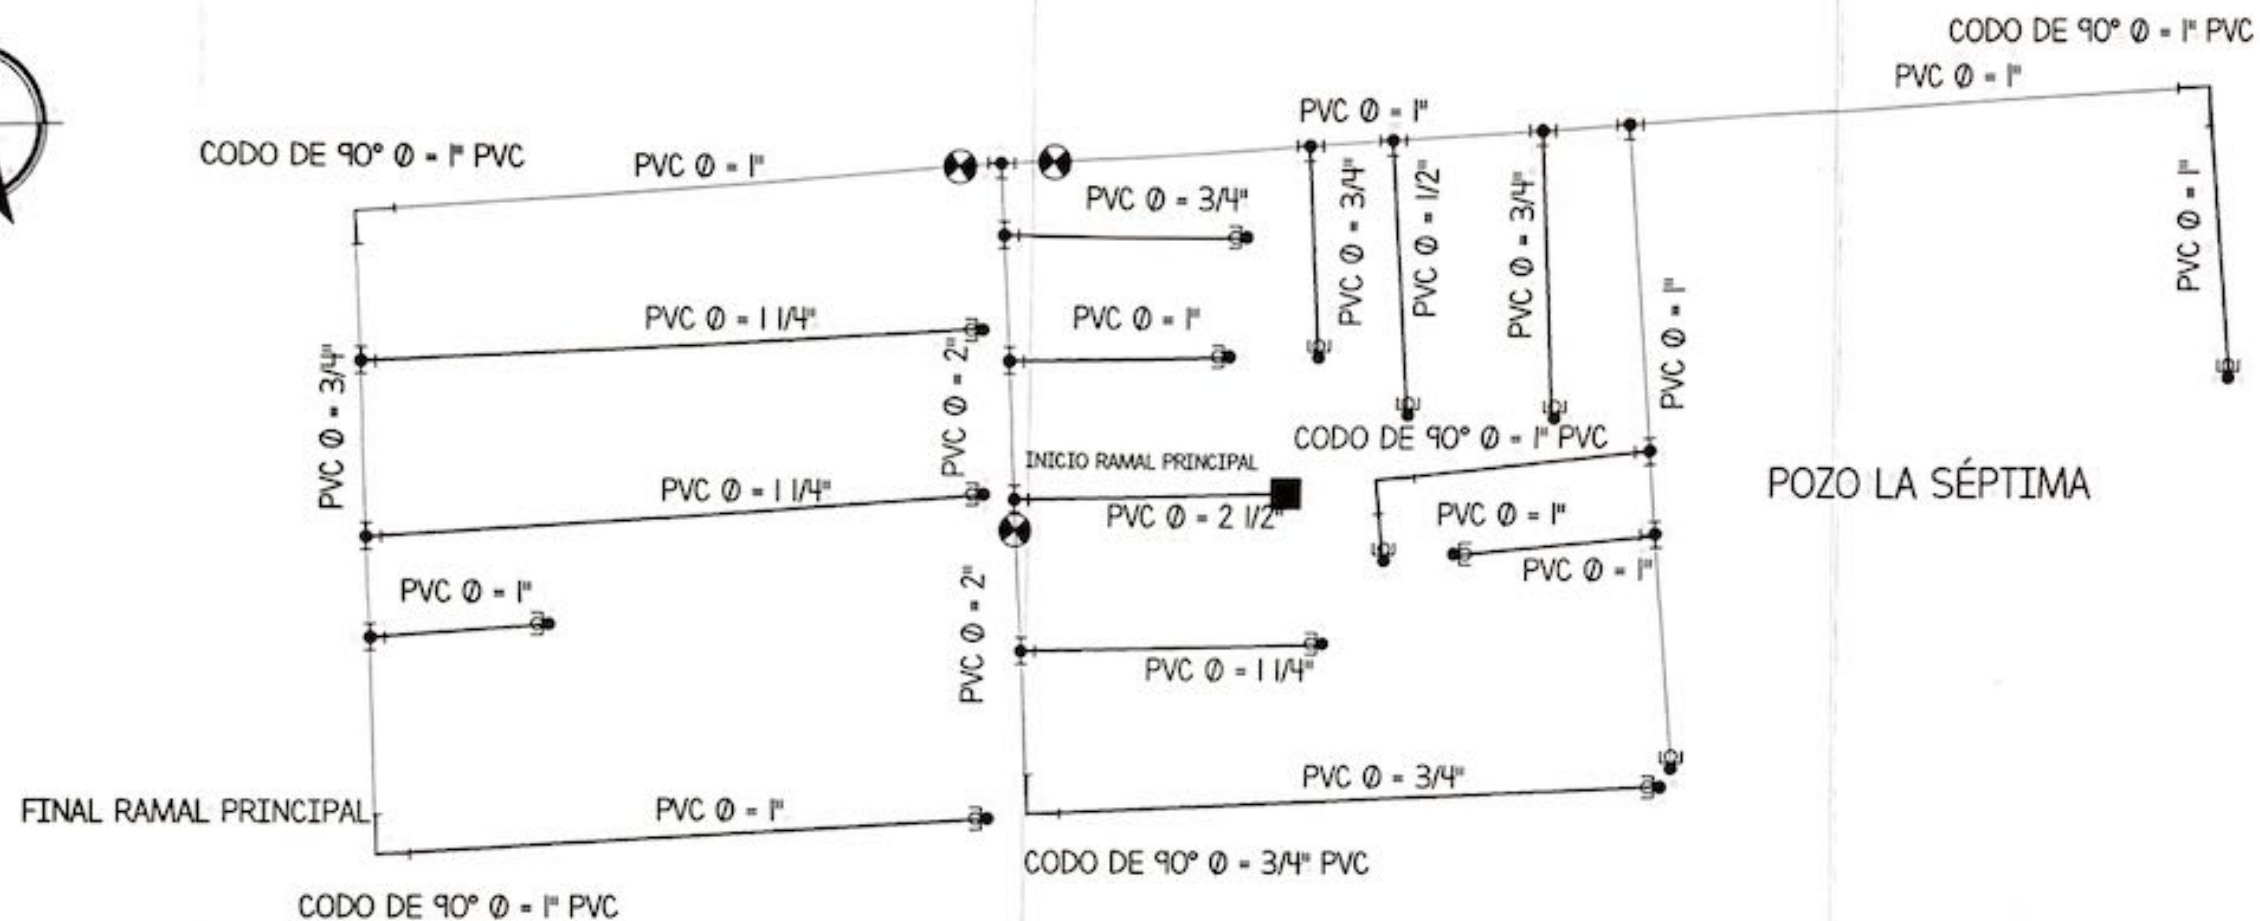 CODO DE 90° Ø = 1" PVC
PVC Ø = 1"
PVC Ø = 1"
CODO DE 90° Ø = 1" PVC
PVC Ø = 1"
PVC Ø = 3/4"
PVC Ø = 3/4"
PVC Ø = 1/2"
PVC Ø = 3/4"
PVC Ø = 1"
PVC Ø = 1 1/4"
PVC Ø = 1"
PVC Ø = 1"
PVC Ø = 3/4"
PVC Ø = 2"
CODO DE 90° Ø = 1" PVC
INICIO RAMAL PRINCIPAL
POZO LA SÉPTIMA
PVC Ø = 1 1/4"
PVC Ø = 2 1/2"
PVC Ø = 1"
PVC Ø = 1"
PVC Ø = 1"
PVC Ø = 2"
PVC Ø = 1 1/4"
PVC Ø = 3/4"
FINAL RAMAL PRINCIPAL
PVC Ø = 1"
CODO DE 90° Ø = 3/4" PVC
CODO DE 90° Ø = 1" PVC